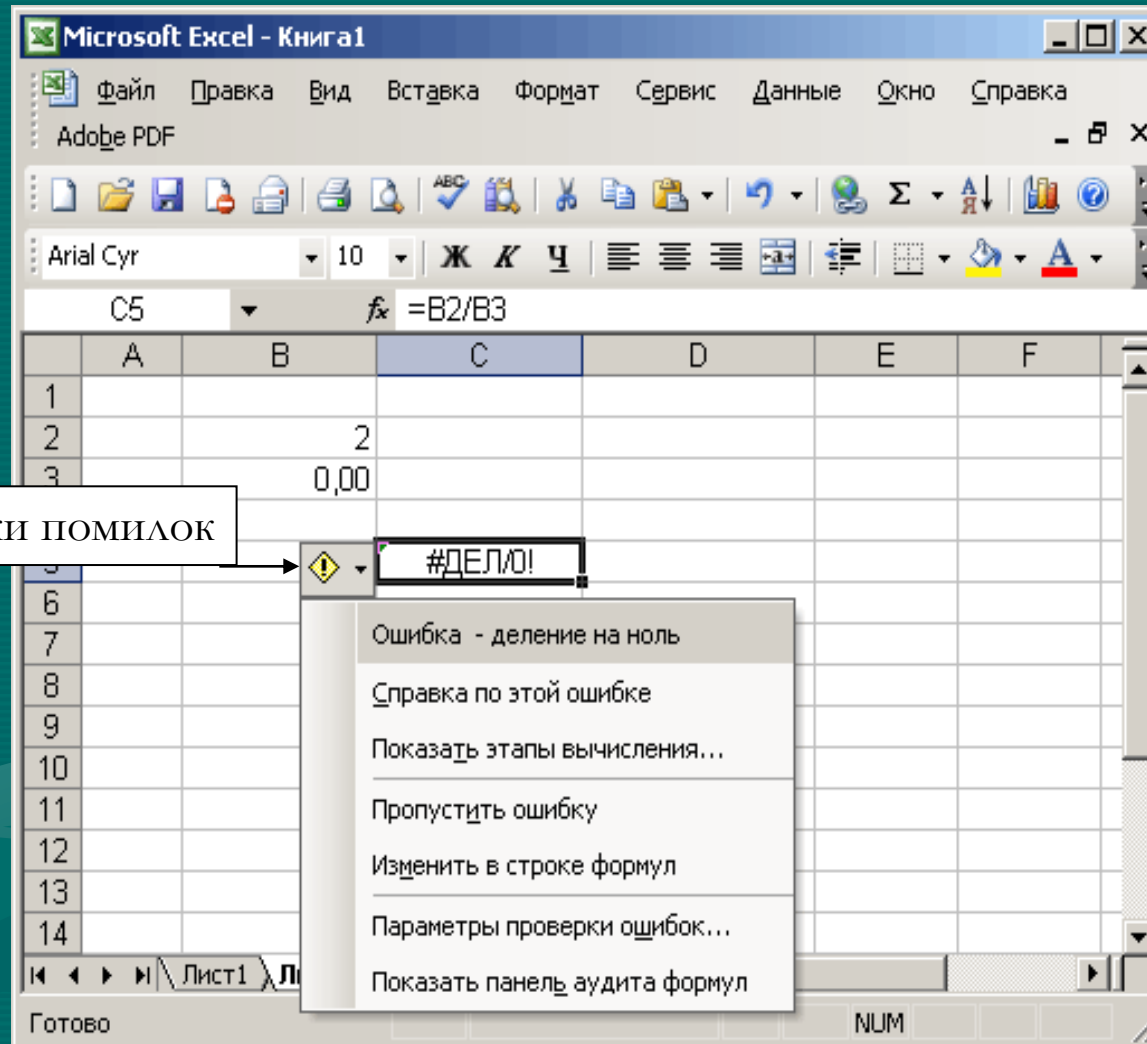 Microsoft Excel - Книга1
Файл Правка Вид Вставка Формат Сервис Данные Окно Справка
Adobe PDF
Arial Cyr 10 Ж К Ч
C5 fx =B2/B3
A B C D E F
1
2 2
3 0,00
помилок
5 #ДЕЛ/0!
6
7
8
9
10
11
12
13
14
Ошибка - деление на ноль
Справка по этой ошибке
Показать этапы вычисления...
Пропустить ошибку
Изменить в строке формул
Параметры проверки ошибок...
Показать панель аудита формул
Лист1
Готово NUM